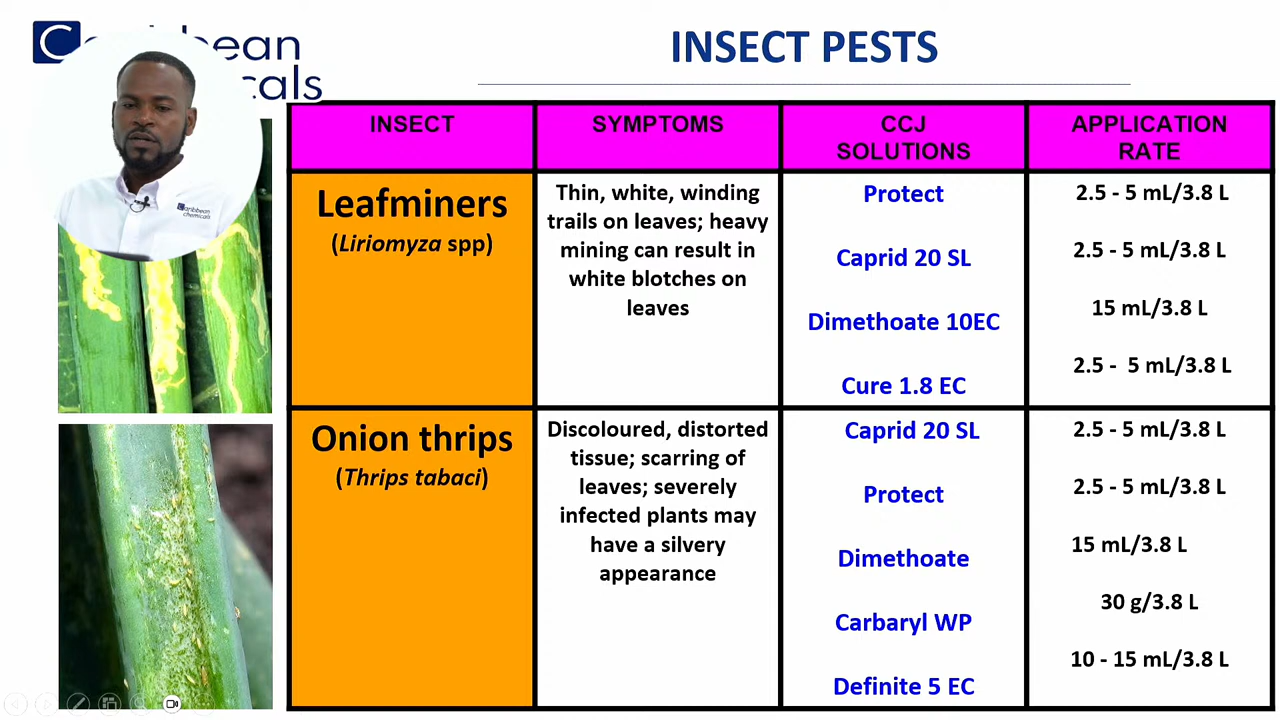 Caribbean
INSECT PESTS
INSECT
SYMPTOMS
CCJ
SOLUTIONS
APPLICATION
RATE
Leafminers
(Liriomyza spp)
Thin, white, winding
trails on leaves; heavy
mining can result in
white blotches on
leaves
Protect
Caprid 20 SL
Dimethoate 10EC
Cure 1.8 EC
2.5 - 5 mL/3.8 L
2.5 - 5 mL/3.8 L
15 mL/3.8 L
2.5 - 5 mL/3.8 L
Onion thrips
(Thrips tabaci)
Discoloured, distorted
tissue; scarring of
leaves; severely
infected plants may
have a silvery
appearance
Caprid 20 SL
Protect
Dimethoate
Carbaryl WP
Definite 5 EC
2.5 - 5 mL/3.8 L
2.5 - 5 mL/3.8 L
15 mL/3.8 L
30 g/3.8 L
10 - 15 mL/3.8 L
Caribbean
chemicals